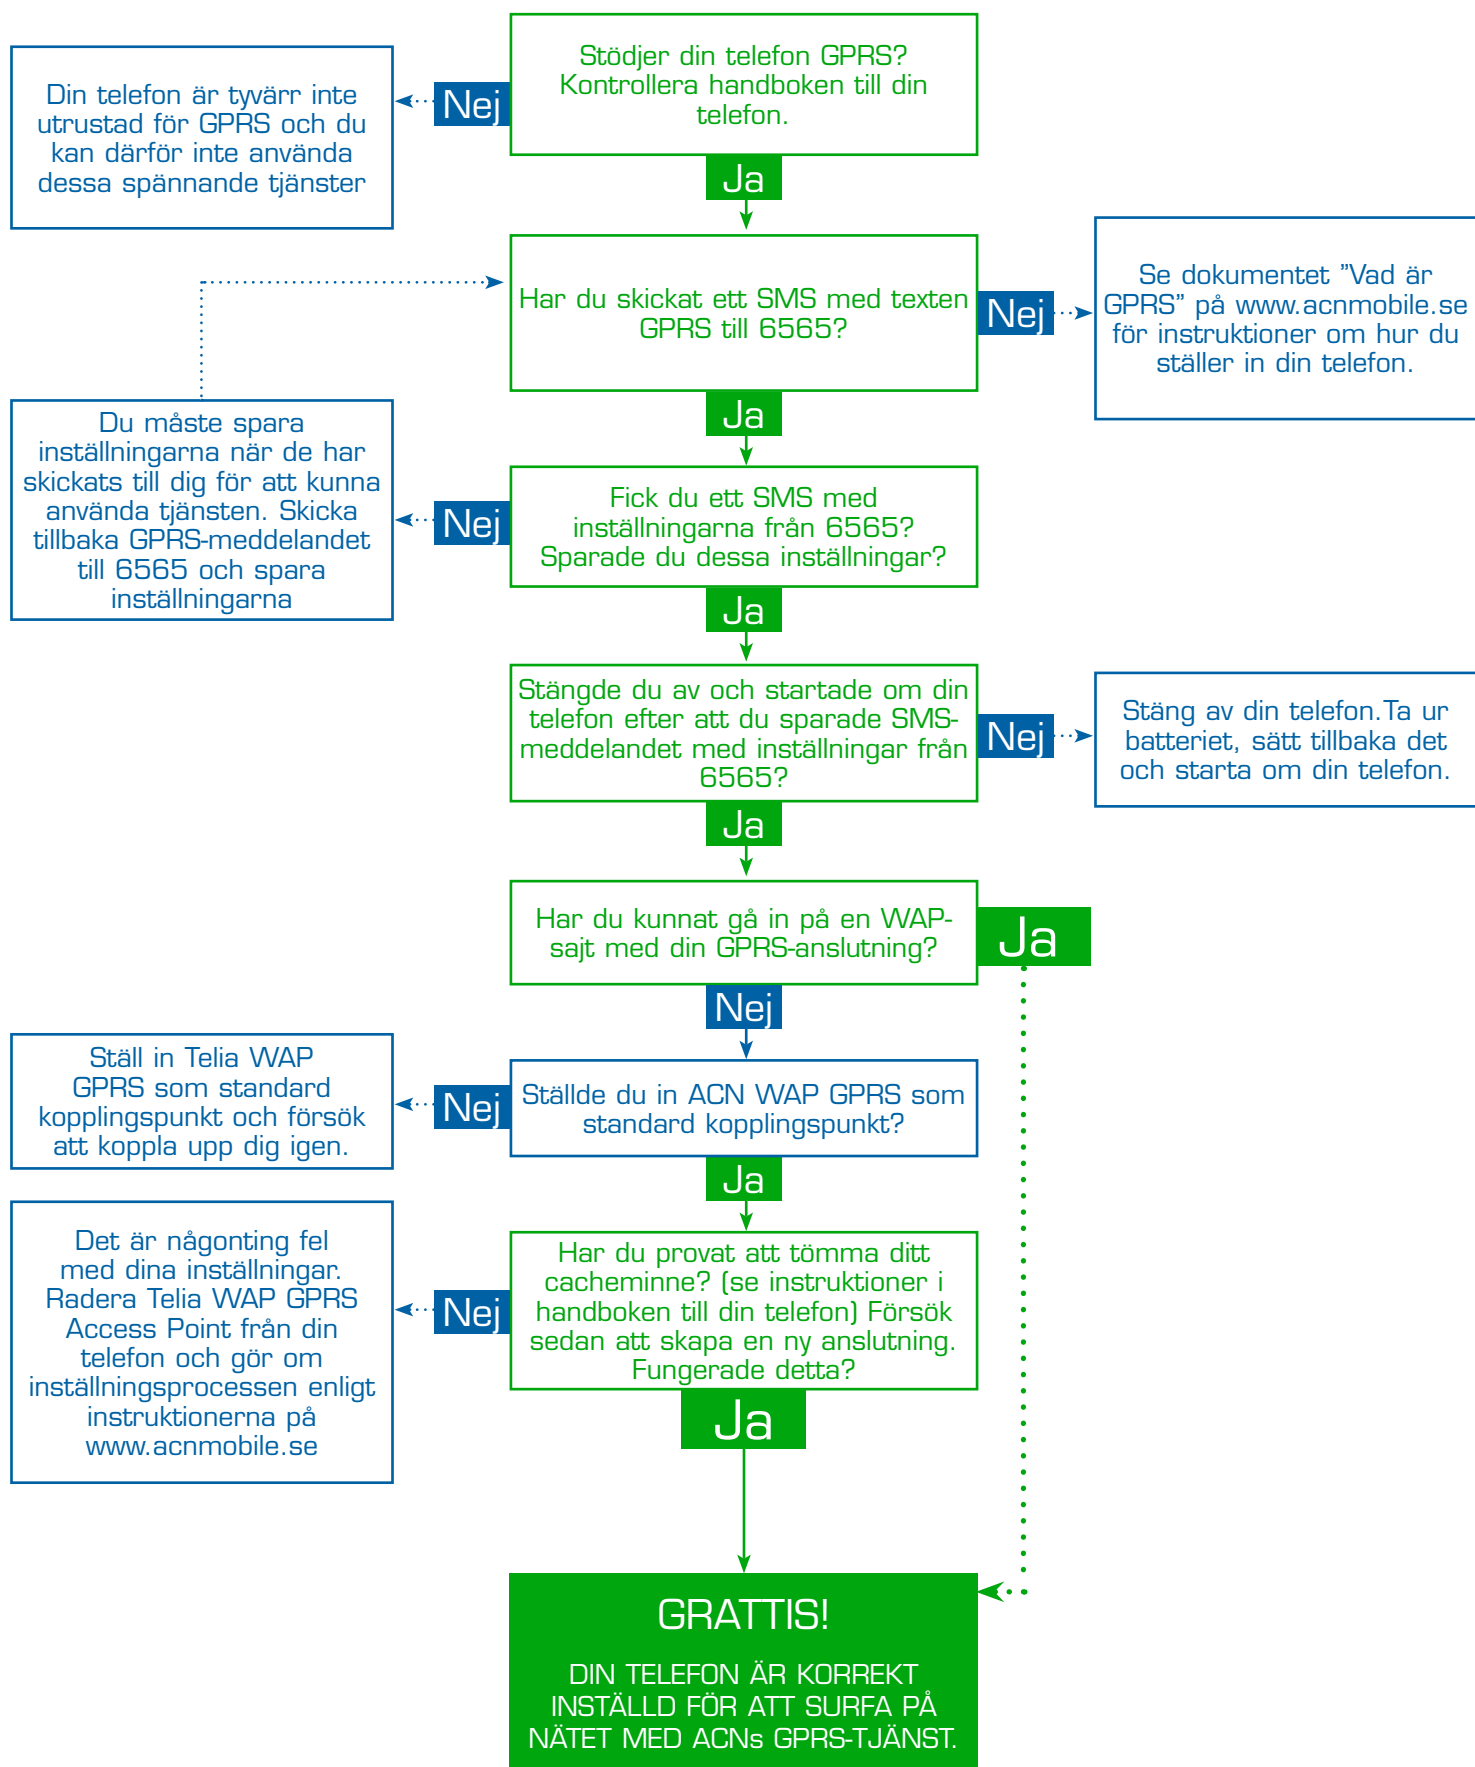 Stödjer din telefon GPRS?
Kontrollera handboken till din
telefon.
Nej
Din telefon är tyvärr inte
utrustad för GPRS och du
kan därför inte använda
dessa spännande tjänster
Ja
Har du skickat ett SMS med texten
GPRS till 6565?
Nej
Se dokumentet ”Vad är
GPRS” på www.acnmobile.se
för instruktioner om hur du
ställer in din telefon.
Ja
Fick du ett SMS med
inställningarna från 6565?
Sparade du dessa inställningar?
Nej
Du måste spara
inställningarna när de har
skickats till dig för att kunna
använda tjänsten. Skicka
tillbaka GPRS-meddelandet
till 6565 och spara
inställningarna
Ja
Stängde du av och startade om din
telefon efter att du sparade SMS-
meddelandet med inställningar från
6565?
Nej
Stäng av din telefon.Ta ur
batteriet, sätt tillbaka det
och starta om din telefon.
Ja
Har du kunnat gå in på en WAP-
sajt med din GPRS-anslutning?
Ja
Nej
Ställde du in ACN WAP GPRS som
standard kopplingspunkt?
Nej
Ställ in Telia WAP
GPRS som standard
kopplingspunkt och försök
att koppla upp dig igen.
Ja
Har du provat att tömma ditt
cacheminne? (se instruktioner i
handboken till din telefon) Försök
sedan att skapa en ny anslutning.
Fungerade detta?
Nej
Det är någonting fel
med dina inställningar.
Radera Telia WAP GPRS
Access Point från din
telefon och gör om
inställningsprocessen enligt
instruktionerna på
www.acnmobile.se
Ja
GRATTIS!
DIN TELEFON ÄR KORREKT
INSTÄLLD FÖR ATT SURFA PÅ
NÄTET MED ACNs GPRS-TJÄNST.